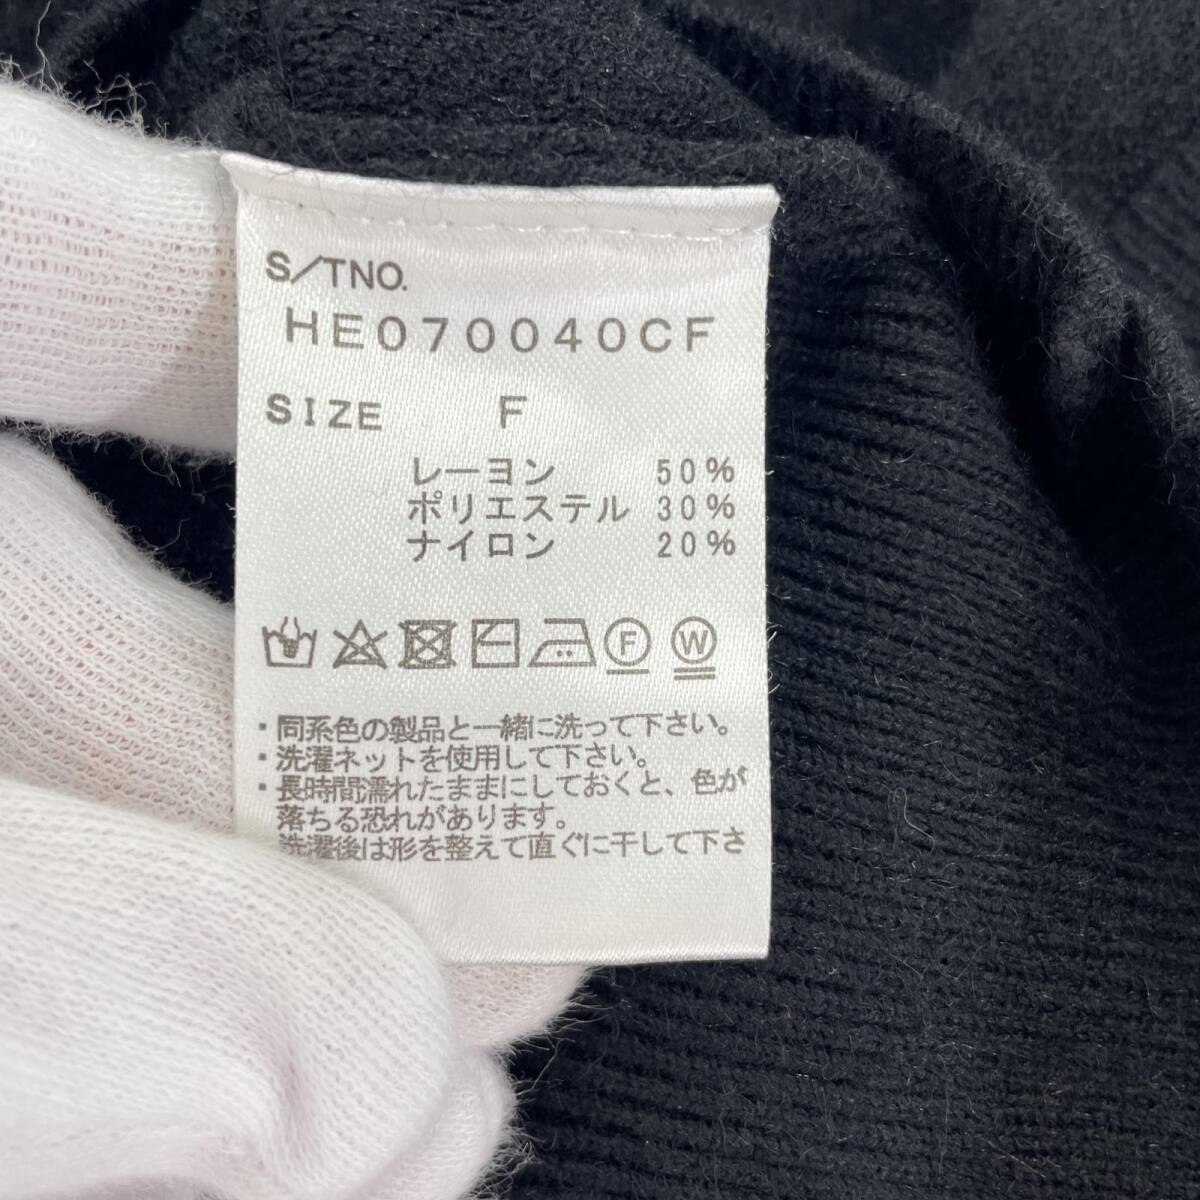 S/TNO.
HE070040CF
SIZE F
レーヨン 50%
ポリエステル 30%
ナイロン 20%
F W
・同系色の製品と一緒に洗って下さい。
・洗濯ネットを使用して下さい。
・長時間濡れたままにしておくと、色が
落ちる恐れがあります。
洗濯後は形を整えて直ぐに干して下さ